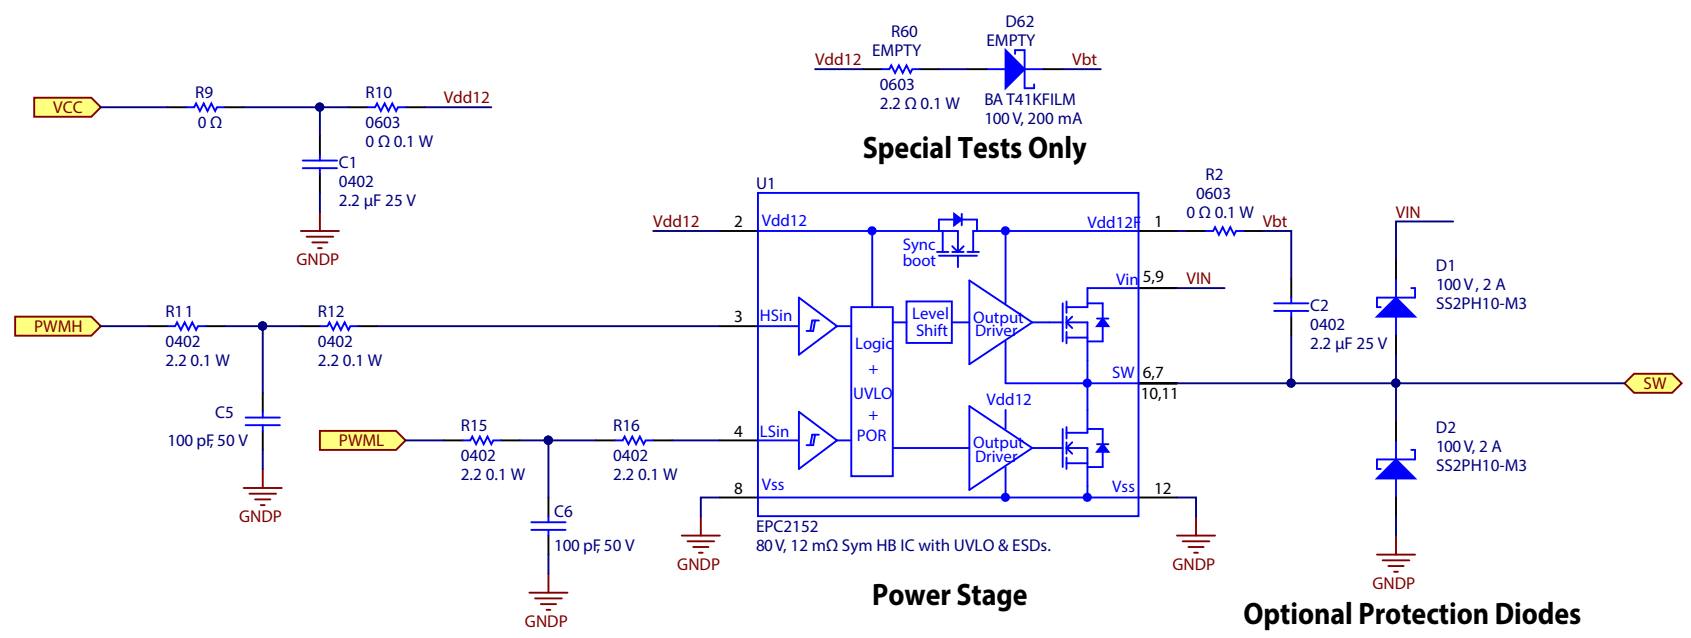 R60
EMPTY
D62
EMPTY
Vdd12
Vbt
0603
2.2 Ω 0.1 W
BA T41KFILM
100 V, 200 mA
Special Tests Only
VCC
R9
0 Ω
R10
0603
0 Ω 0.1 W
Vdd12
C1
0402
2.2 µF 25 V
GNDP
PWMH
R11
0402
2.2 0.1 W
R12
0402
2.2 0.1 W
C5
100 pF, 50 V
GNDP
PWML
R15
0402
2.2 0.1 W
R16
0402
2.2 0.1 W
C6
100 pF, 50 V
GNDP
U1
Vdd12
2
Vdd12
Sync
boot
Vdd12F
1
R2
0603
0 Ω 0.1 W
Vbt
Vin
5,9
VIN
3
HSin
Level
Shift
Output
Driver
Logic
+
UVLO
+
POR
SW
6,7
10,11
Vdd12
4
LSin
Output
Driver
8
Vss
Vss
12
GNDP
GNDP
EPC2152
80 V, 12 mΩ Sym HB IC with UVLO & ESDs.
Power Stage
C2
0402
2.2 µF 25 V
VIN
D1
100 V, 2 A
SS2PH10-M3
SW
D2
100 V, 2 A
SS2PH10-M3
GNDP
Optional Protection Diodes